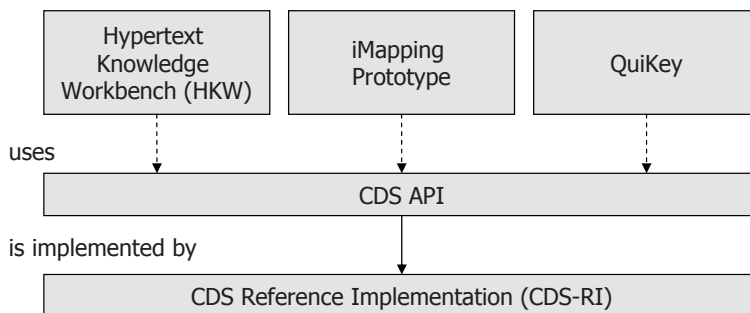 Hypertext
Knowledge
Workbench (HKW)
iMapping
Prototype
QuiKey
uses
CDS API
is implemented by
CDS Reference Implementation (CDS-RI)